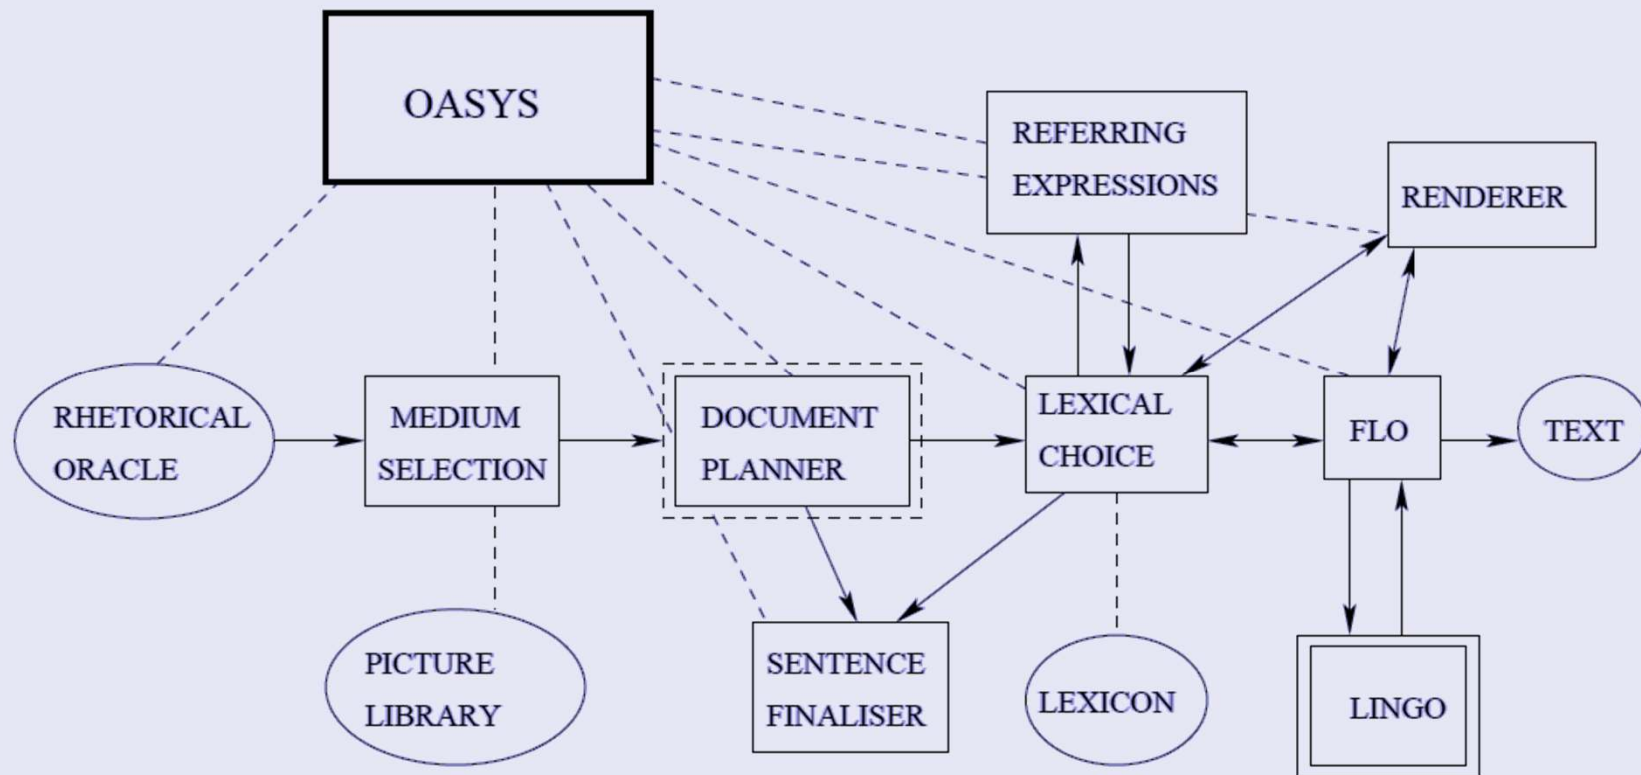 OASYS
REFERRING
EXPRESSIONS
RENDERER
RHETORICAL
ORACLE
MEDIUM
SELECTION
DOCUMENT
PLANNER
LEXICAL
CHOICE
FLO
TEXT
PICTURE
LIBRARY
SENTENCE
FINALISER
LEXICON
LINGO